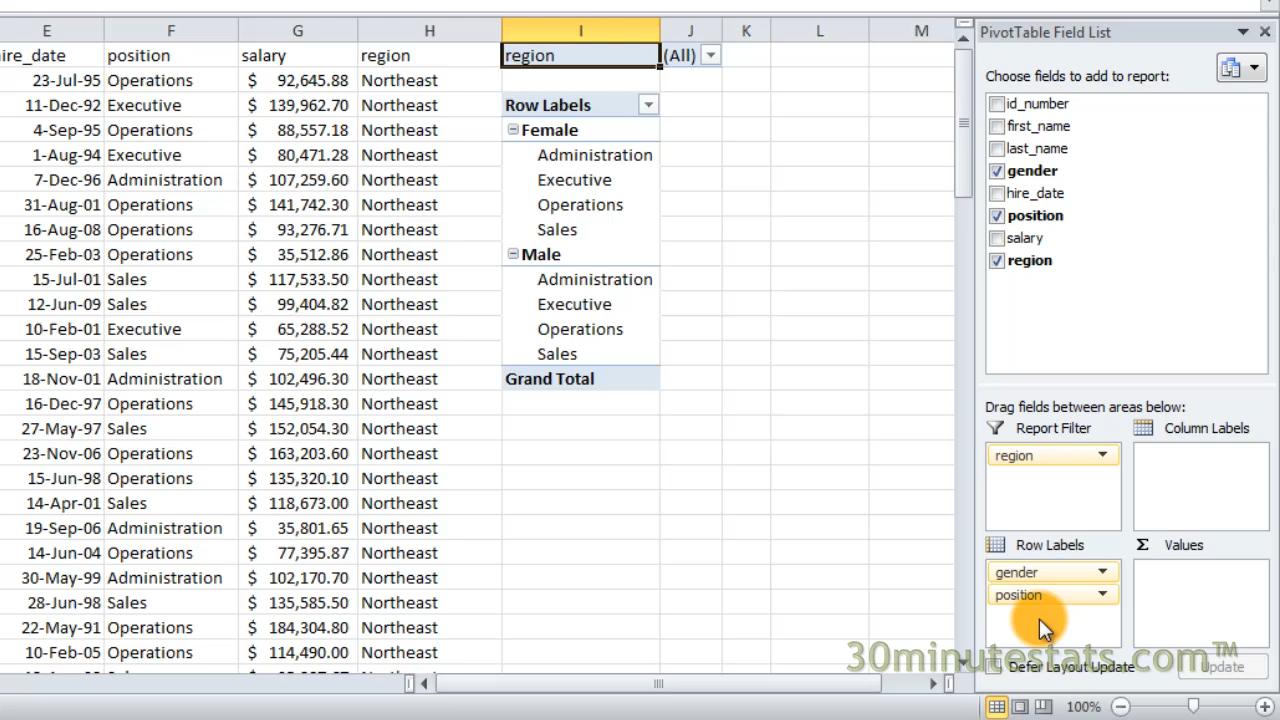 E F G H I J K L M
ire_date position salary region region (All)
23-Jul-95 Operations $ 92,645.88 Northeast
11-Dec-92 Executive $ 139,962.70 Northeast Row Labels
4-Sep-95 Operations $ 88,557.18 Northeast Female
1-Aug-94 Executive $ 80,471.28 Northeast Administration
7-Dec-96 Administration $ 107,259.60 Northeast Executive
31-Aug-01 Operations $ 141,742.30 Northeast Operations
16-Aug-08 Operations $ 93,276.71 Northeast Sales
25-Feb-03 Operations $ 35,512.86 Northeast Male
15-Jul-01 Sales $ 117,533.50 Northeast Administration
12-Jun-09 Sales $ 99,404.82 Northeast Executive
10-Feb-01 Executive $ 65,288.52 Northeast Operations
15-Sep-03 Sales $ 75,205.44 Northeast Sales
18-Nov-01 Administration $ 102,496.30 Northeast Grand Total
16-Dec-97 Operations $ 145,918.30 Northeast
27-May-97 Sales $ 152,054.30 Northeast
23-Nov-06 Operations $ 163,203.60 Northeast
15-Jun-98 Operations $ 135,320.10 Northeast
14-Apr-01 Sales $ 118,673.00 Northeast
19-Sep-06 Administration $ 35,801.65 Northeast
14-Jun-04 Operations $ 77,395.87 Northeast
30-May-99 Administration $ 102,170.70 Northeast
28-Jun-98 Sales $ 135,585.50 Northeast
22-May-91 Operations $ 184,304.80 Northeast
10-Feb-05 Operations $ 114,490.00 Northeast
PivotTable Field List
Choose fields to add to report:
id_number
first_name
last_name
gender
hire_date
position
salary
region
Drag fields between areas below:
Report Filter Column Labels
region
Row Labels Σ Values
gender
position
30minutestats.com™
Defer Layout Update Update
100%